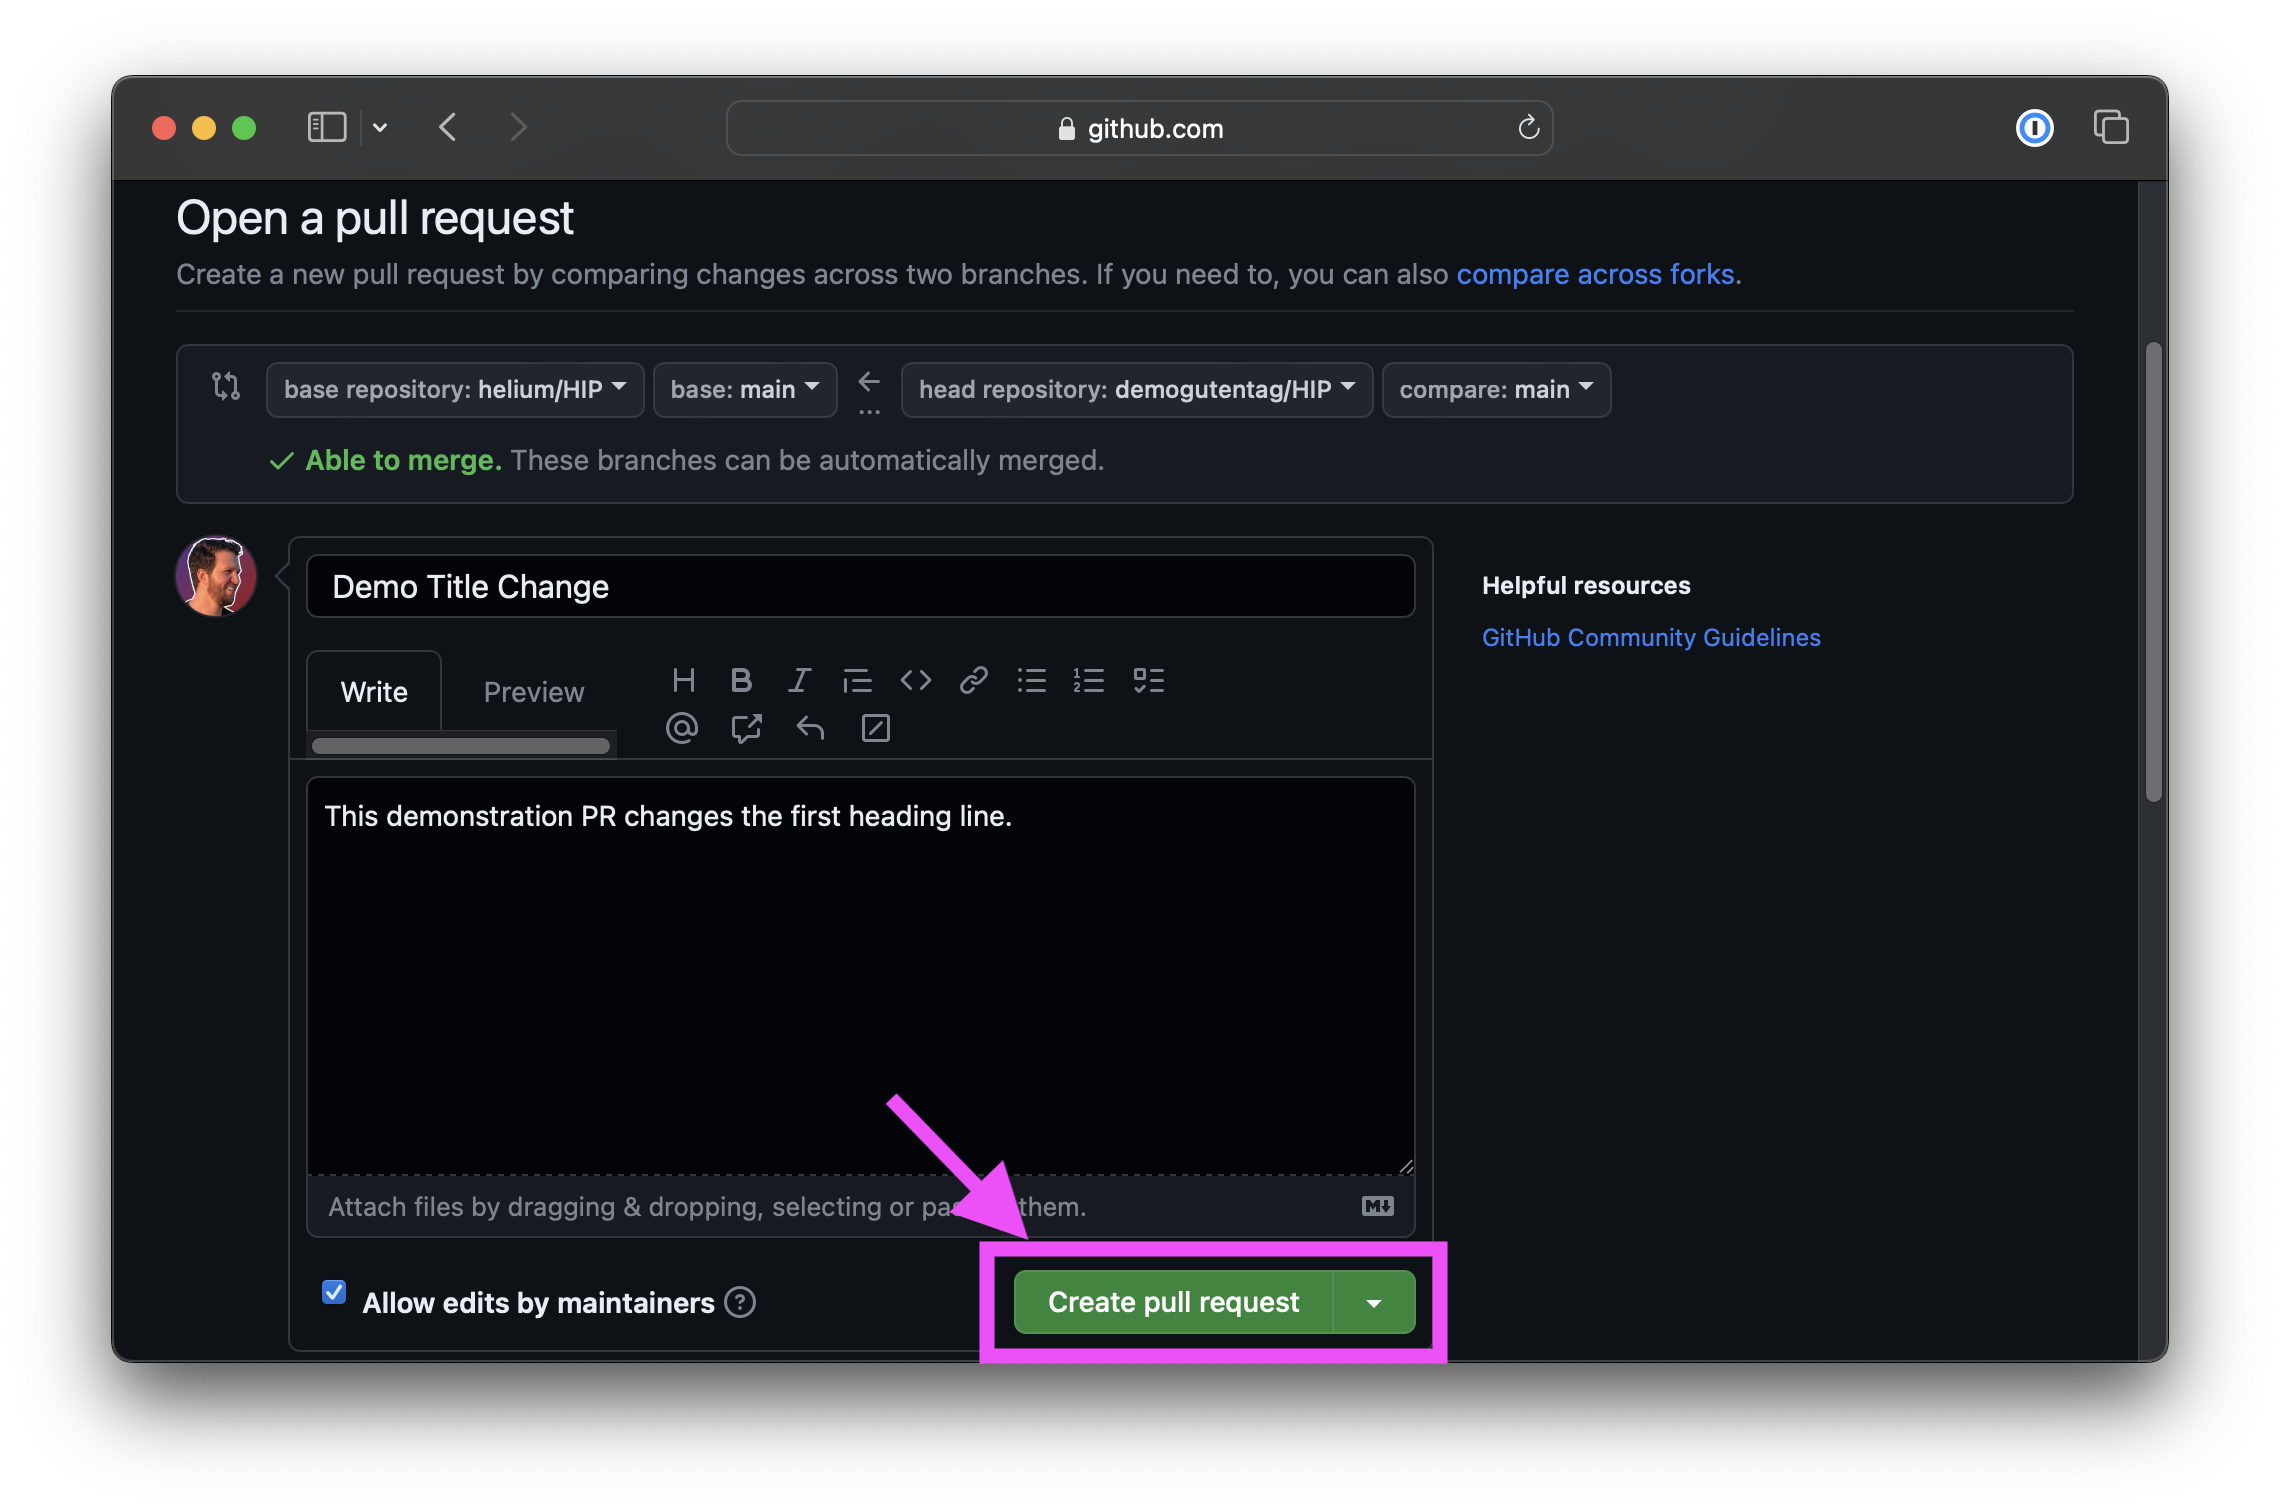 github.com
Open a pull request
Create a new pull request by comparing changes across two branches. If you need to, you can also compare across forks.
base repository: helium/HIP base: main head repository: demogutentag/HIP compare: main
Able to merge. These branches can be automatically merged.
Demo Title Change
Helpful resources
GitHub Community Guidelines
Write Preview
This demonstration PR changes the first heading line.
Attach files by dragging & dropping, selecting or them.
Allow edits by maintainers
Create pull request